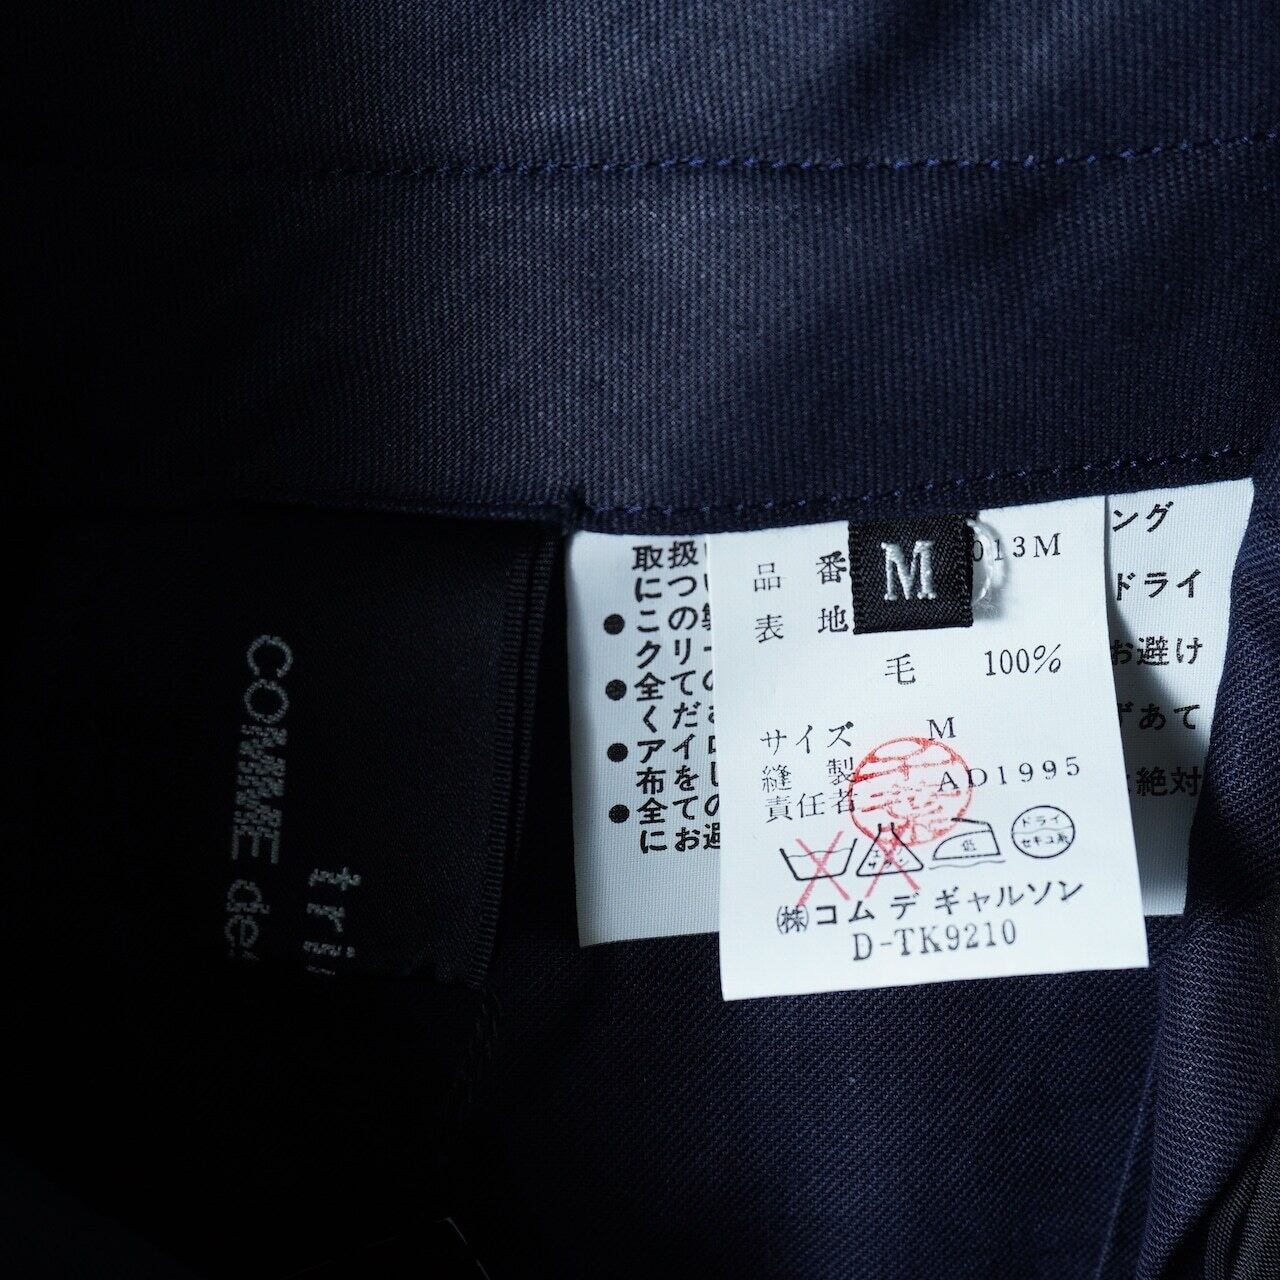 COMME de
tri
取扱い
につ
●この
クリー
●全て
くださ
●アイロ
布を
●全ての
にお避
品番 013M
M
表地
毛 100%
サイズ M
縫製 AD1995
責任者
ドライ
セキユ系
㈱コム デ ギャルソン
D-TK9210
ング
ドライ
お避け
ずあて
絶対